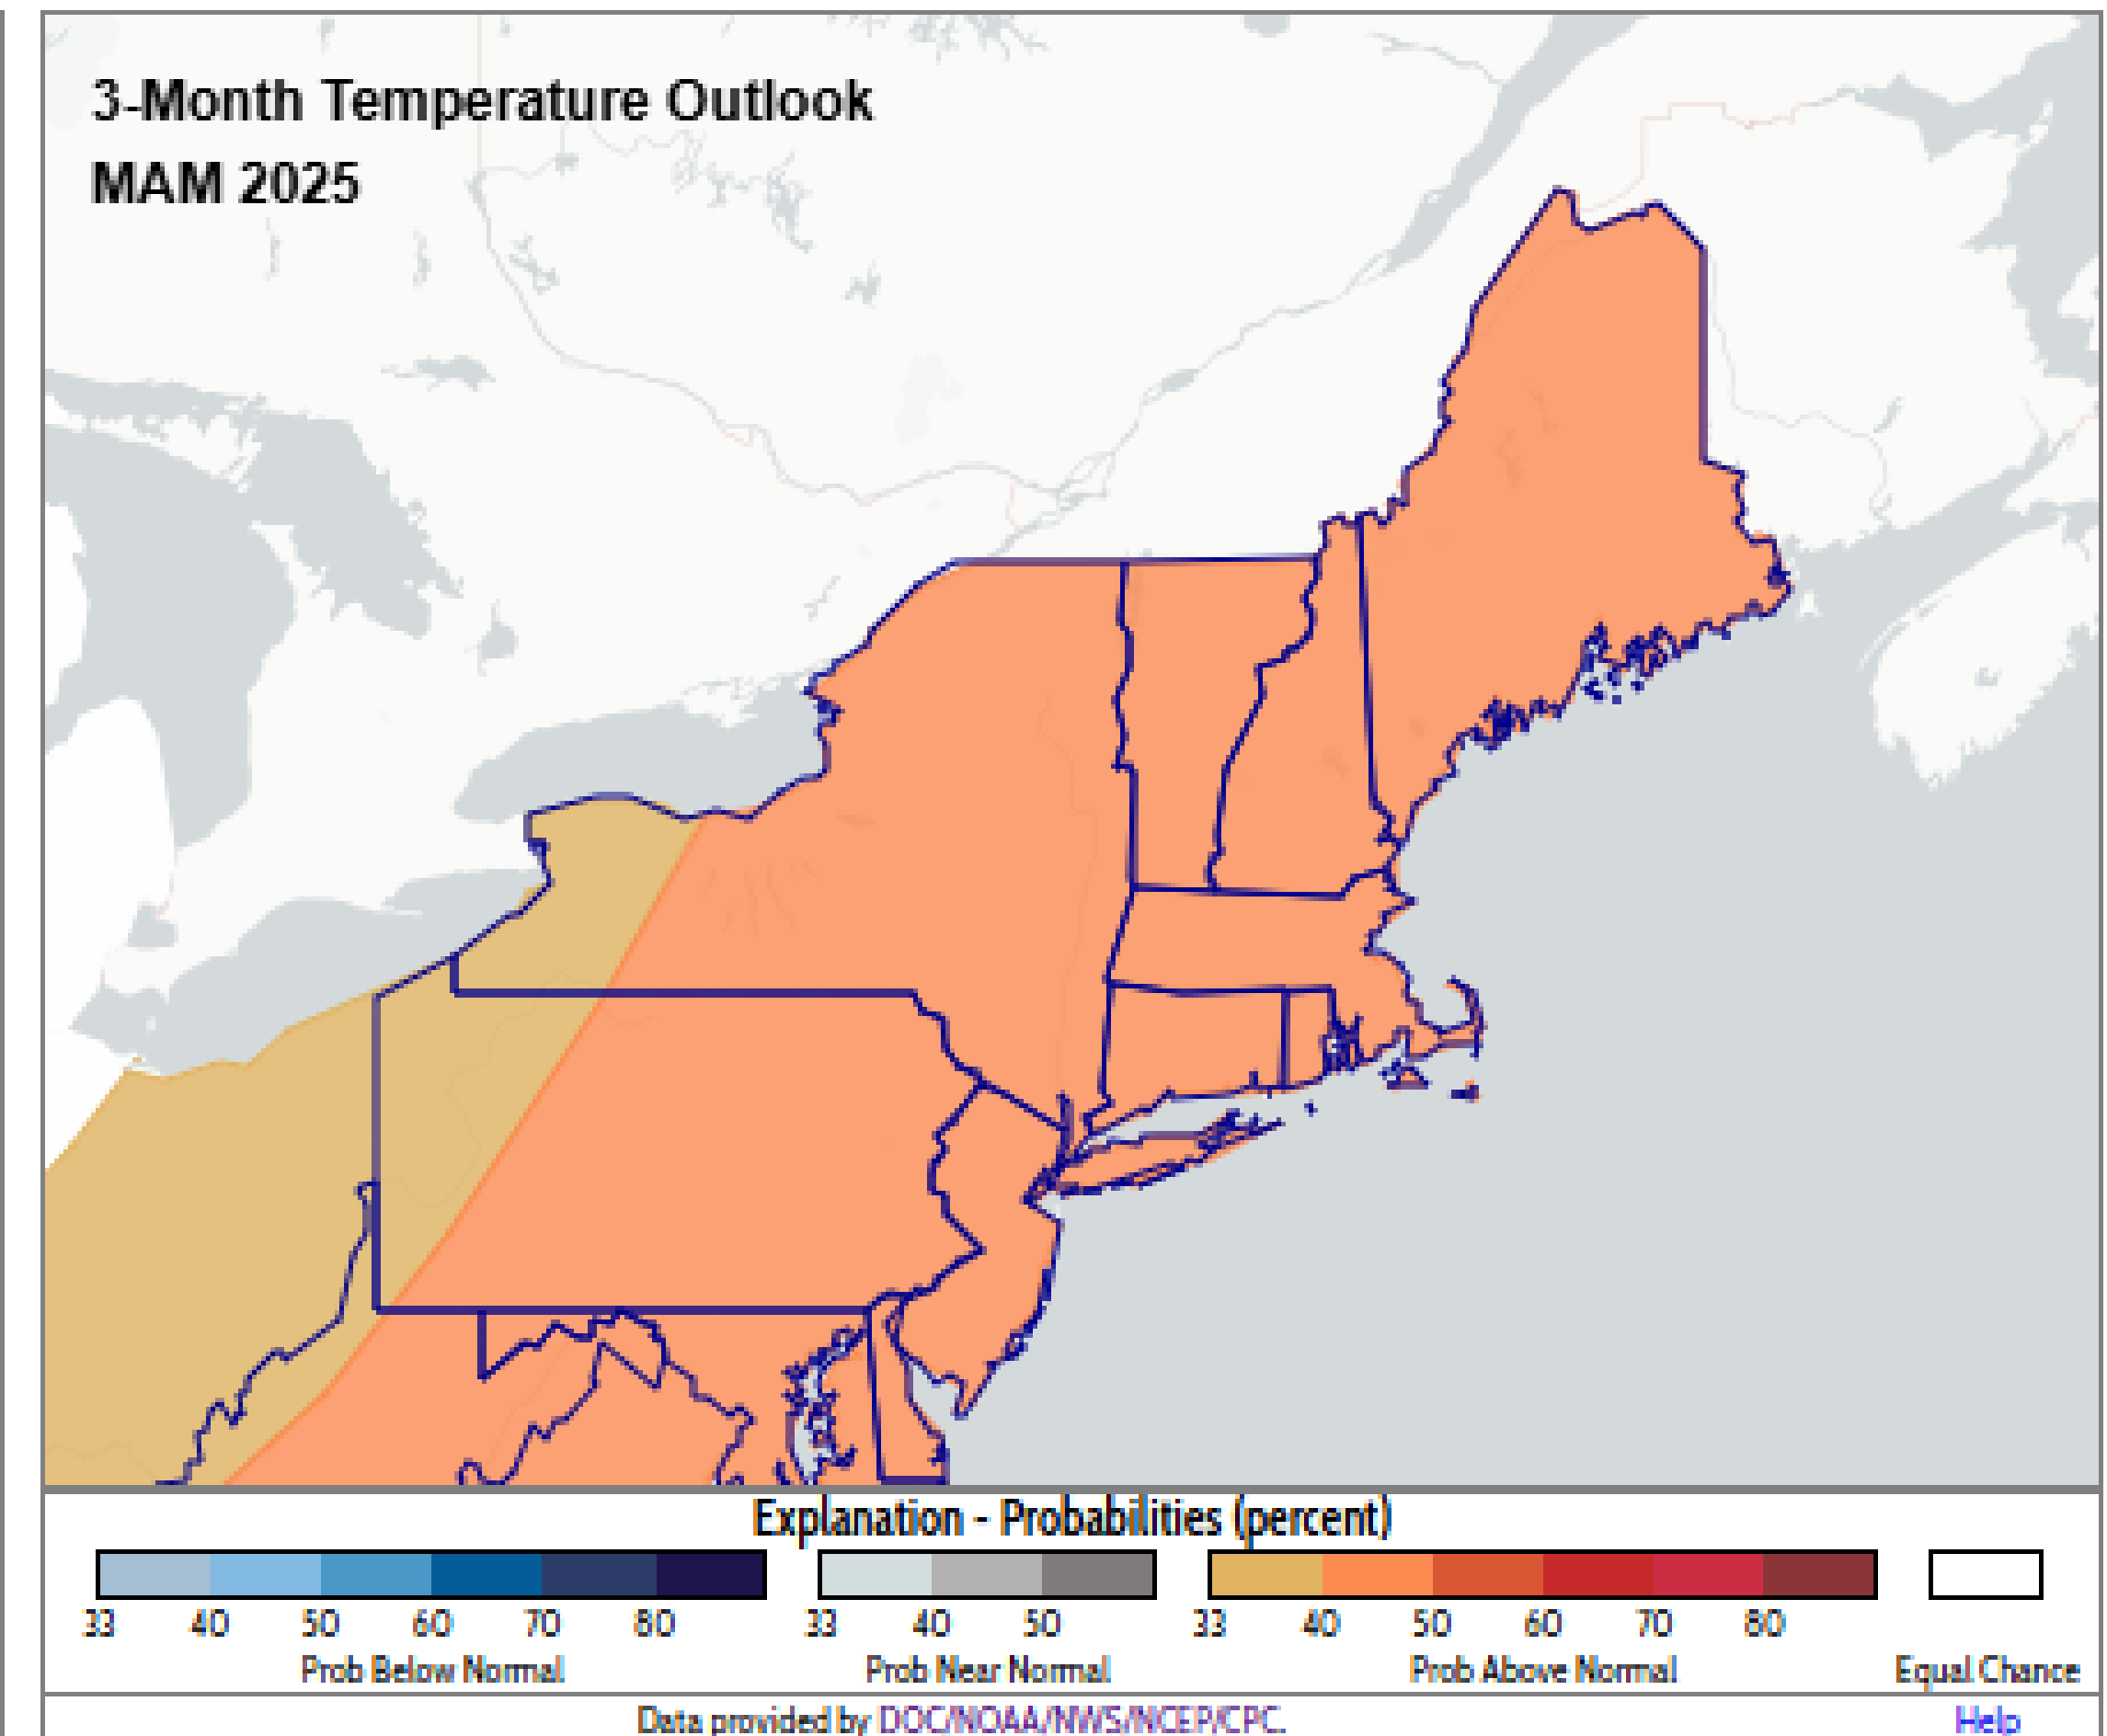 3-Month Temperature Outlook
MAM 2025
Explanation - Probabilities (percent)
33 40 50 60 70 80 33 40 50 33 40 50 60 70 80
Prob Below Normal Prob Near Normal Prob Above Normal Equal Chance
Data provided by DOC/NOAA/NWS/NCEP/CPC. Help